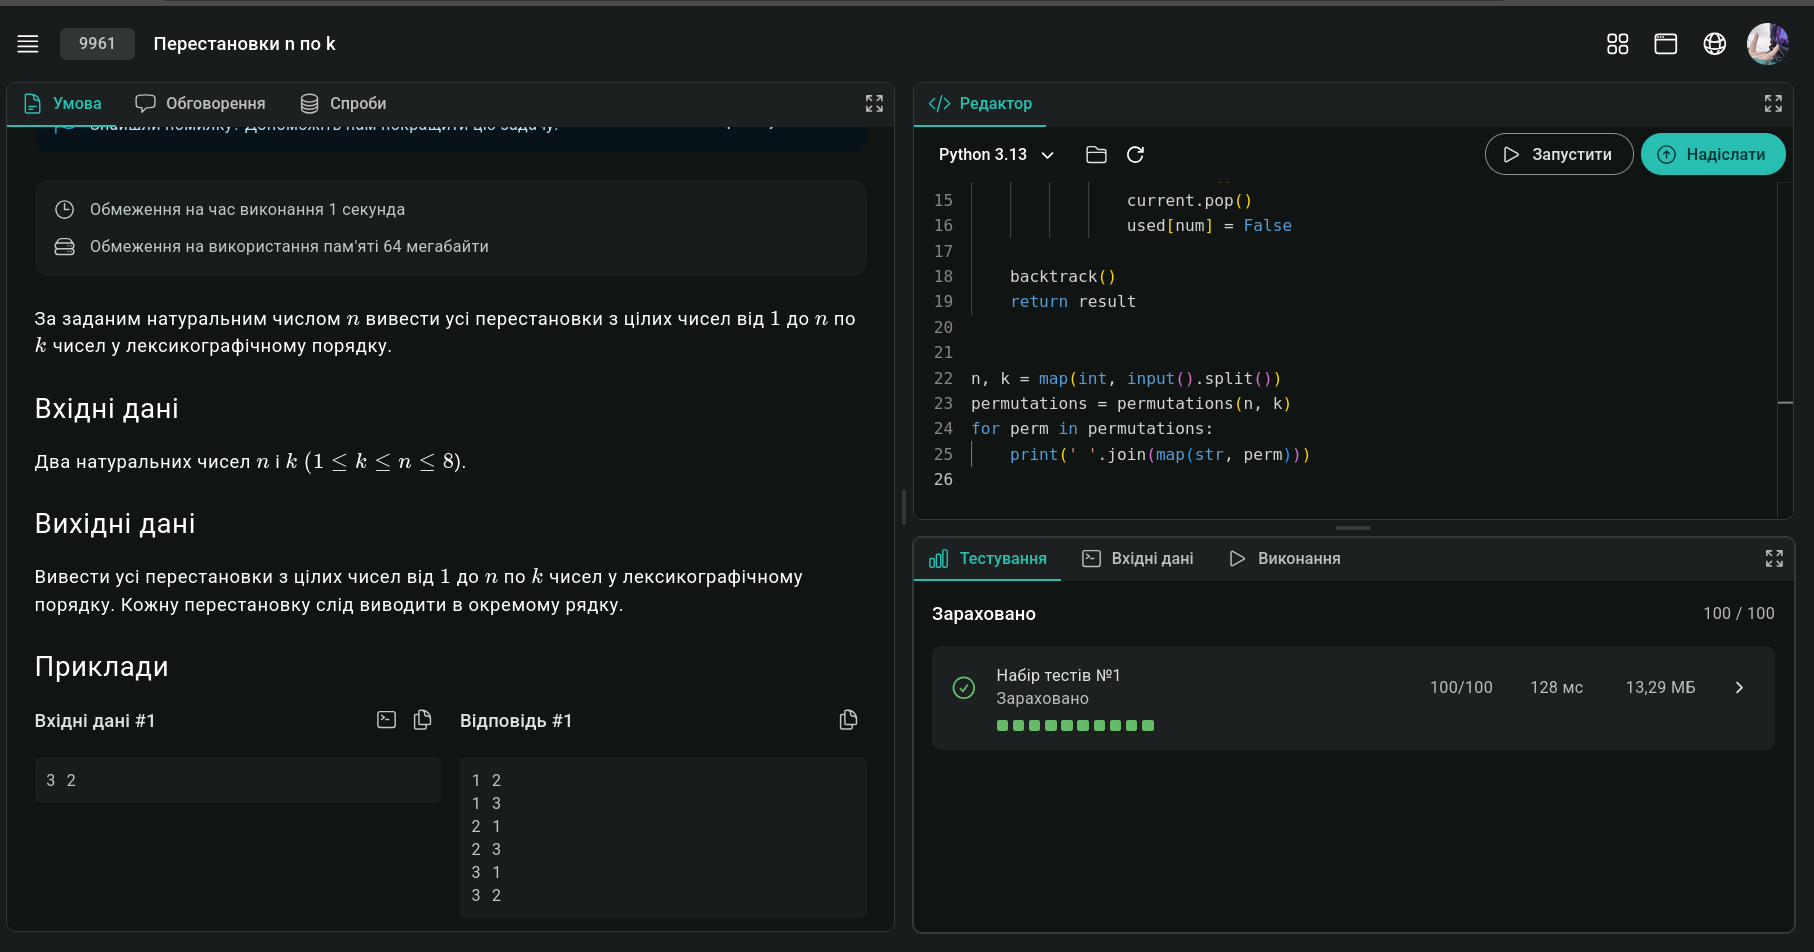 9961
Перестановки n по k
Умова
Обговорення
Спроби
Знайшли помилку? Допоможіть нам покращити цю задачу.
Обмеження на час виконання 1 секунда
Обмеження на використання пам'яті 64 мегабайти
За заданим натуральним числом n вивести усі перестановки з цілих чисел від 1 до n по
k чисел у лексикографічному порядку.
Вхідні дані
Два натуральних чисел n і k (1 ≤ k ≤ n ≤ 8).
Вихідні дані
Вивести усі перестановки з цілих чисел від 1 до n по k чисел у лексикографічному
порядку. Кожну перестановку слід виводити в окремому рядку.
Приклади
Вхідні дані #1
3 2
Відповідь #1
1 2
1 3
2 1
2 3
3 1
3 2
Редактор
Python 3.13
Запустити
Надіслати
15 current.pop()
16 used[num] = False
17
18 backtrack()
19 return result
20
21
22 n, k = map(int, input().split())
23 permutations = permutations(n, k)
24 for perm in permutations:
25 print(' '.join(map(str, perm)))
26
Тестування
Вхідні дані
Виконання
Зараховано
100 / 100
Набір тестів №1
Зараховано
100/100
128 мс
13,29 МБ